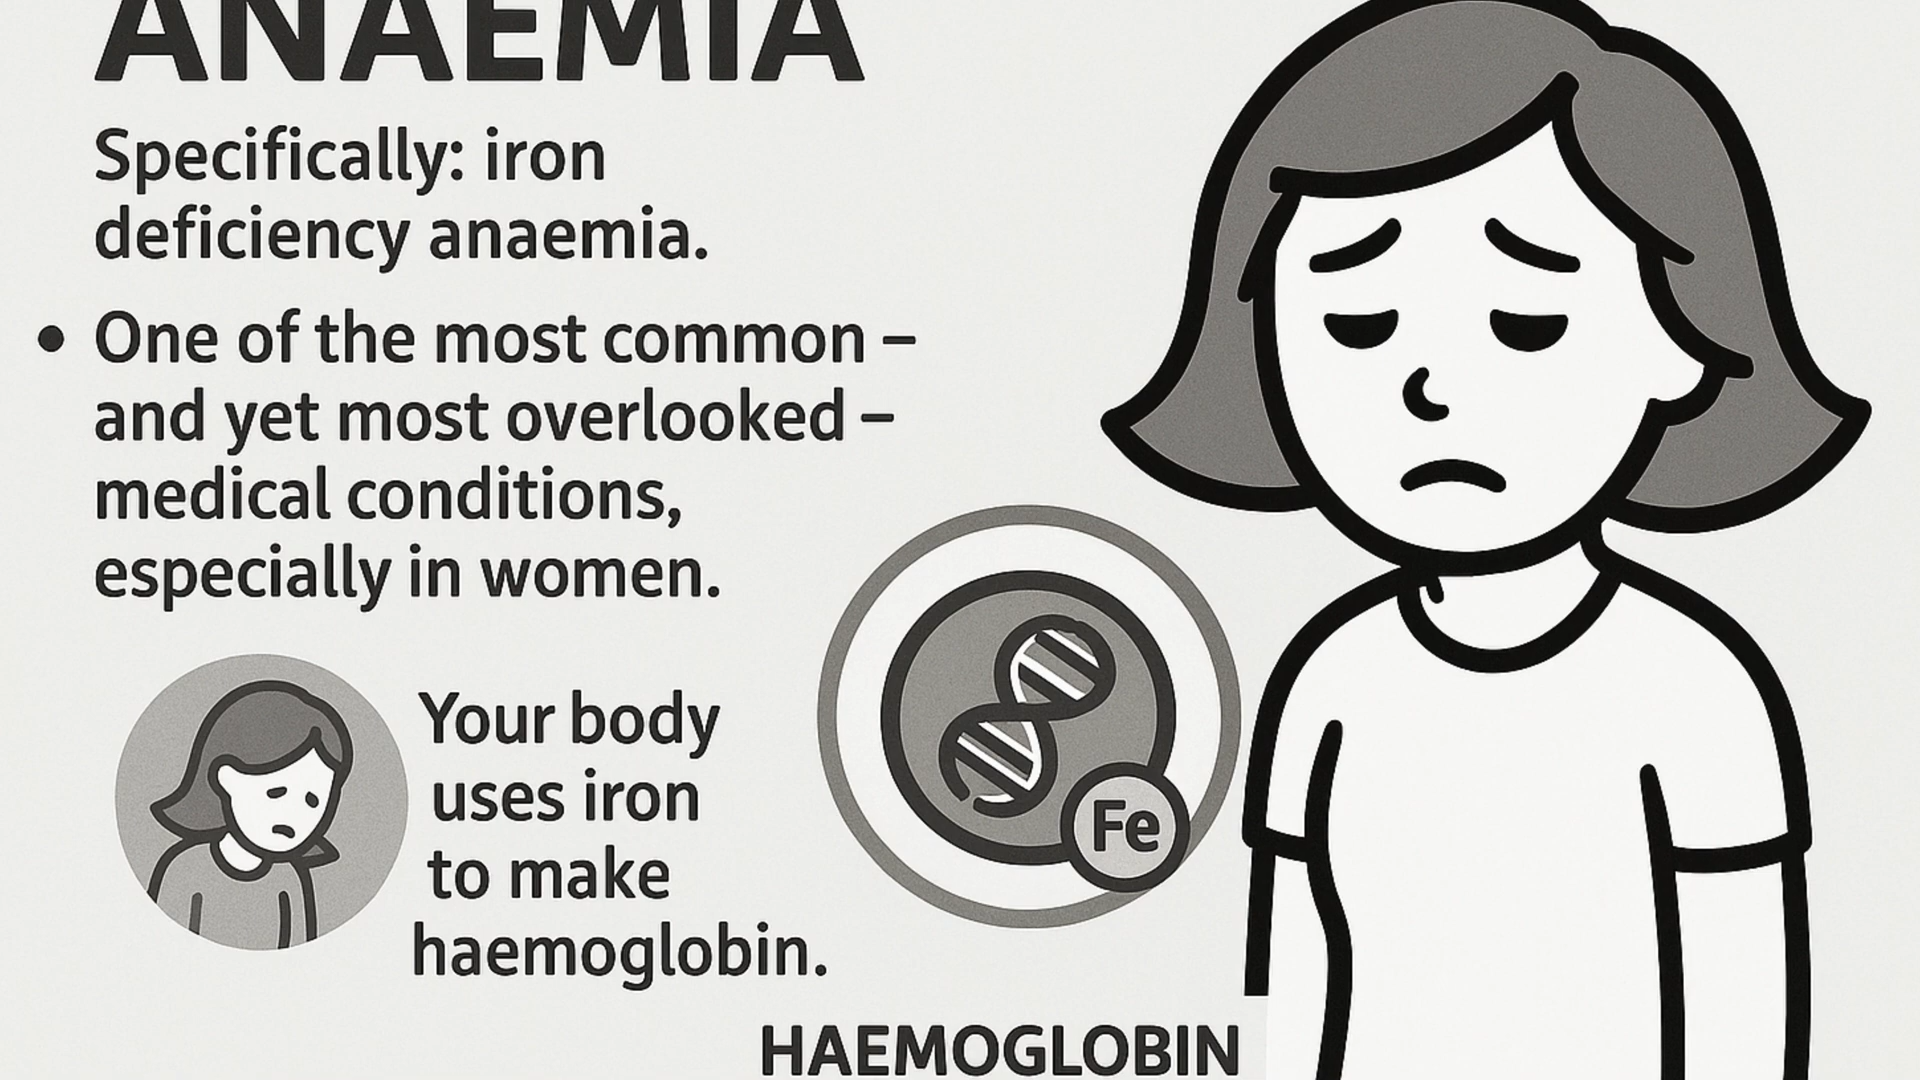 ANAEMIA
Specifically: iron
deficiency anaemia.
• One of the most common –
and yet most overlooked –
medical conditions,
especially in women.
Your body
uses iron
to make
haemoglobin.
Fe
HAEMOGLOBIN